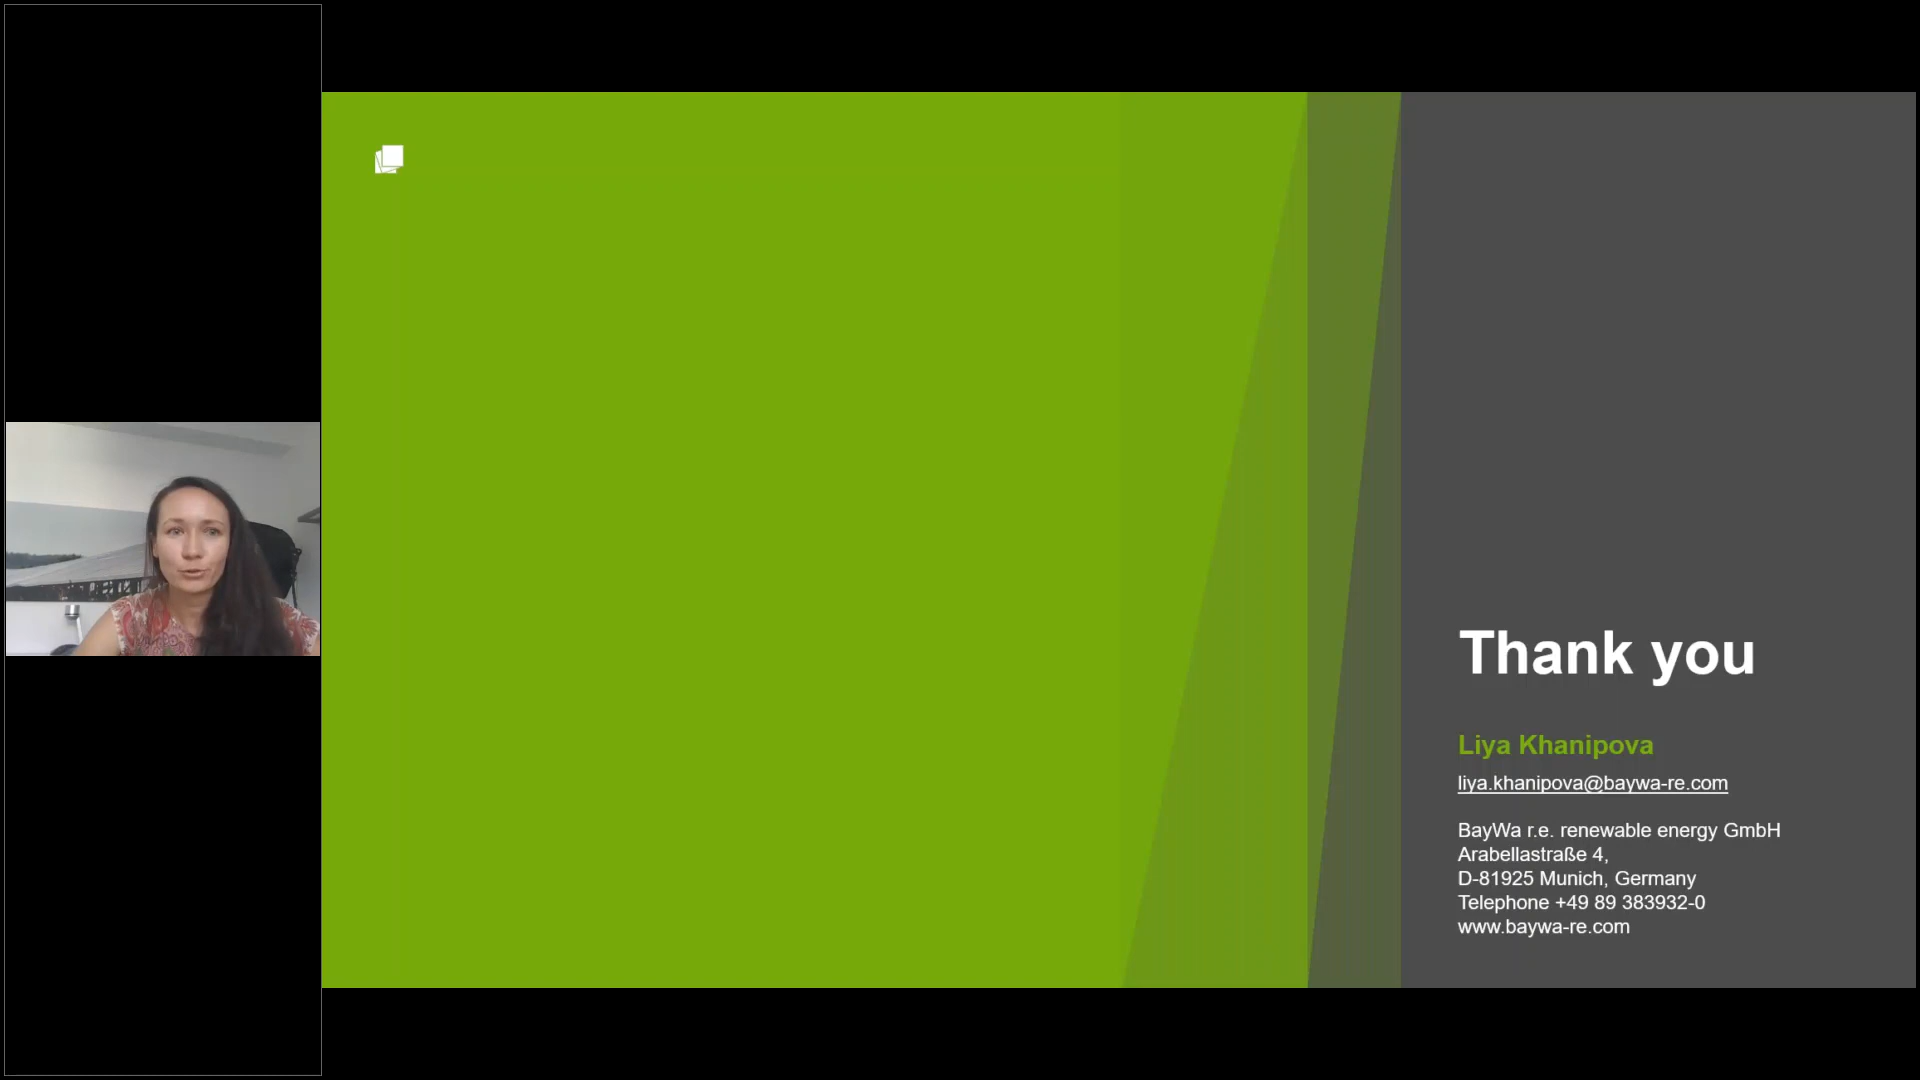 Thank you
Liya Khanipova
liya.khanipova@baywa-re.com
BayWa r.e. renewable energy GmbH
Arabellastraße 4,
D-81925 Munich, Germany
Telephone +49 89 383932-0
www.baywa-re.com